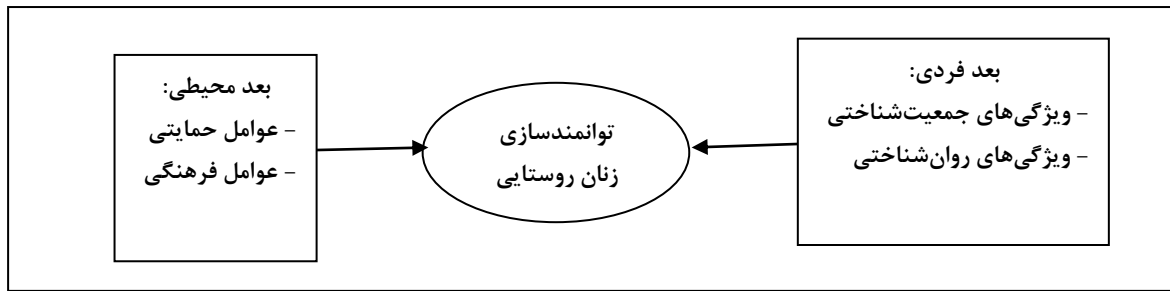 بعد فردی:
- ویژگی‌های جمعیت‌شناختی
- ویژگی‌های روان‌شناختی
توانمندسازی
زنان روستایی
بعد محیطی:
- عوامل حمایتی
- عوامل فرهنگی